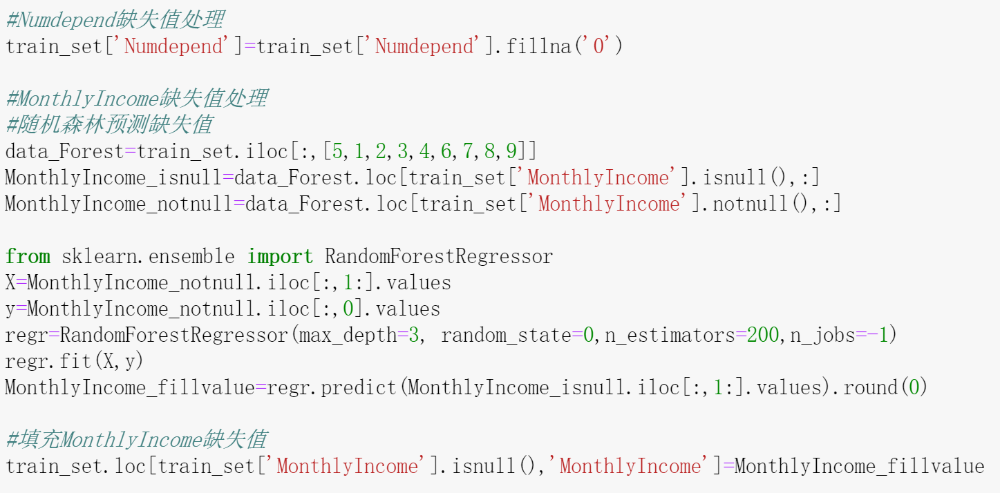 #Numdepend缺失值处理
train_set['Numdepend']=train_set['Numdepend'].fillna('0')
#MonthlyIncome缺失值处理
#随机森林预测缺失值
data_Forest=train_set.iloc[:,[5,1,2,3,4,6,7,8,9]]
MonthlyIncome_isnull=data_Forest.loc[train_set['MonthlyIncome'].isnull(),:]
MonthlyIncome_notnull=data_Forest.loc[train_set['MonthlyIncome'].notnull(),:]
from sklearn.ensemble import RandomForestRegressor
X=MonthlyIncome_notnull.iloc[:,1:].values
y=MonthlyIncome_notnull.iloc[:,0].values
regr=RandomForestRegressor(max_depth=3, random_state=0,n_estimators=200,n_jobs=-1)
regr.fit(X,y)
MonthlyIncome_fillvalue=regr.predict(MonthlyIncome_isnull.iloc[:,1:].values).round(0)
#填充MonthlyIncome缺失值
train_set.loc[train_set['MonthlyIncome'].isnull(),'MonthlyIncome']=MonthlyIncome_fillvalue